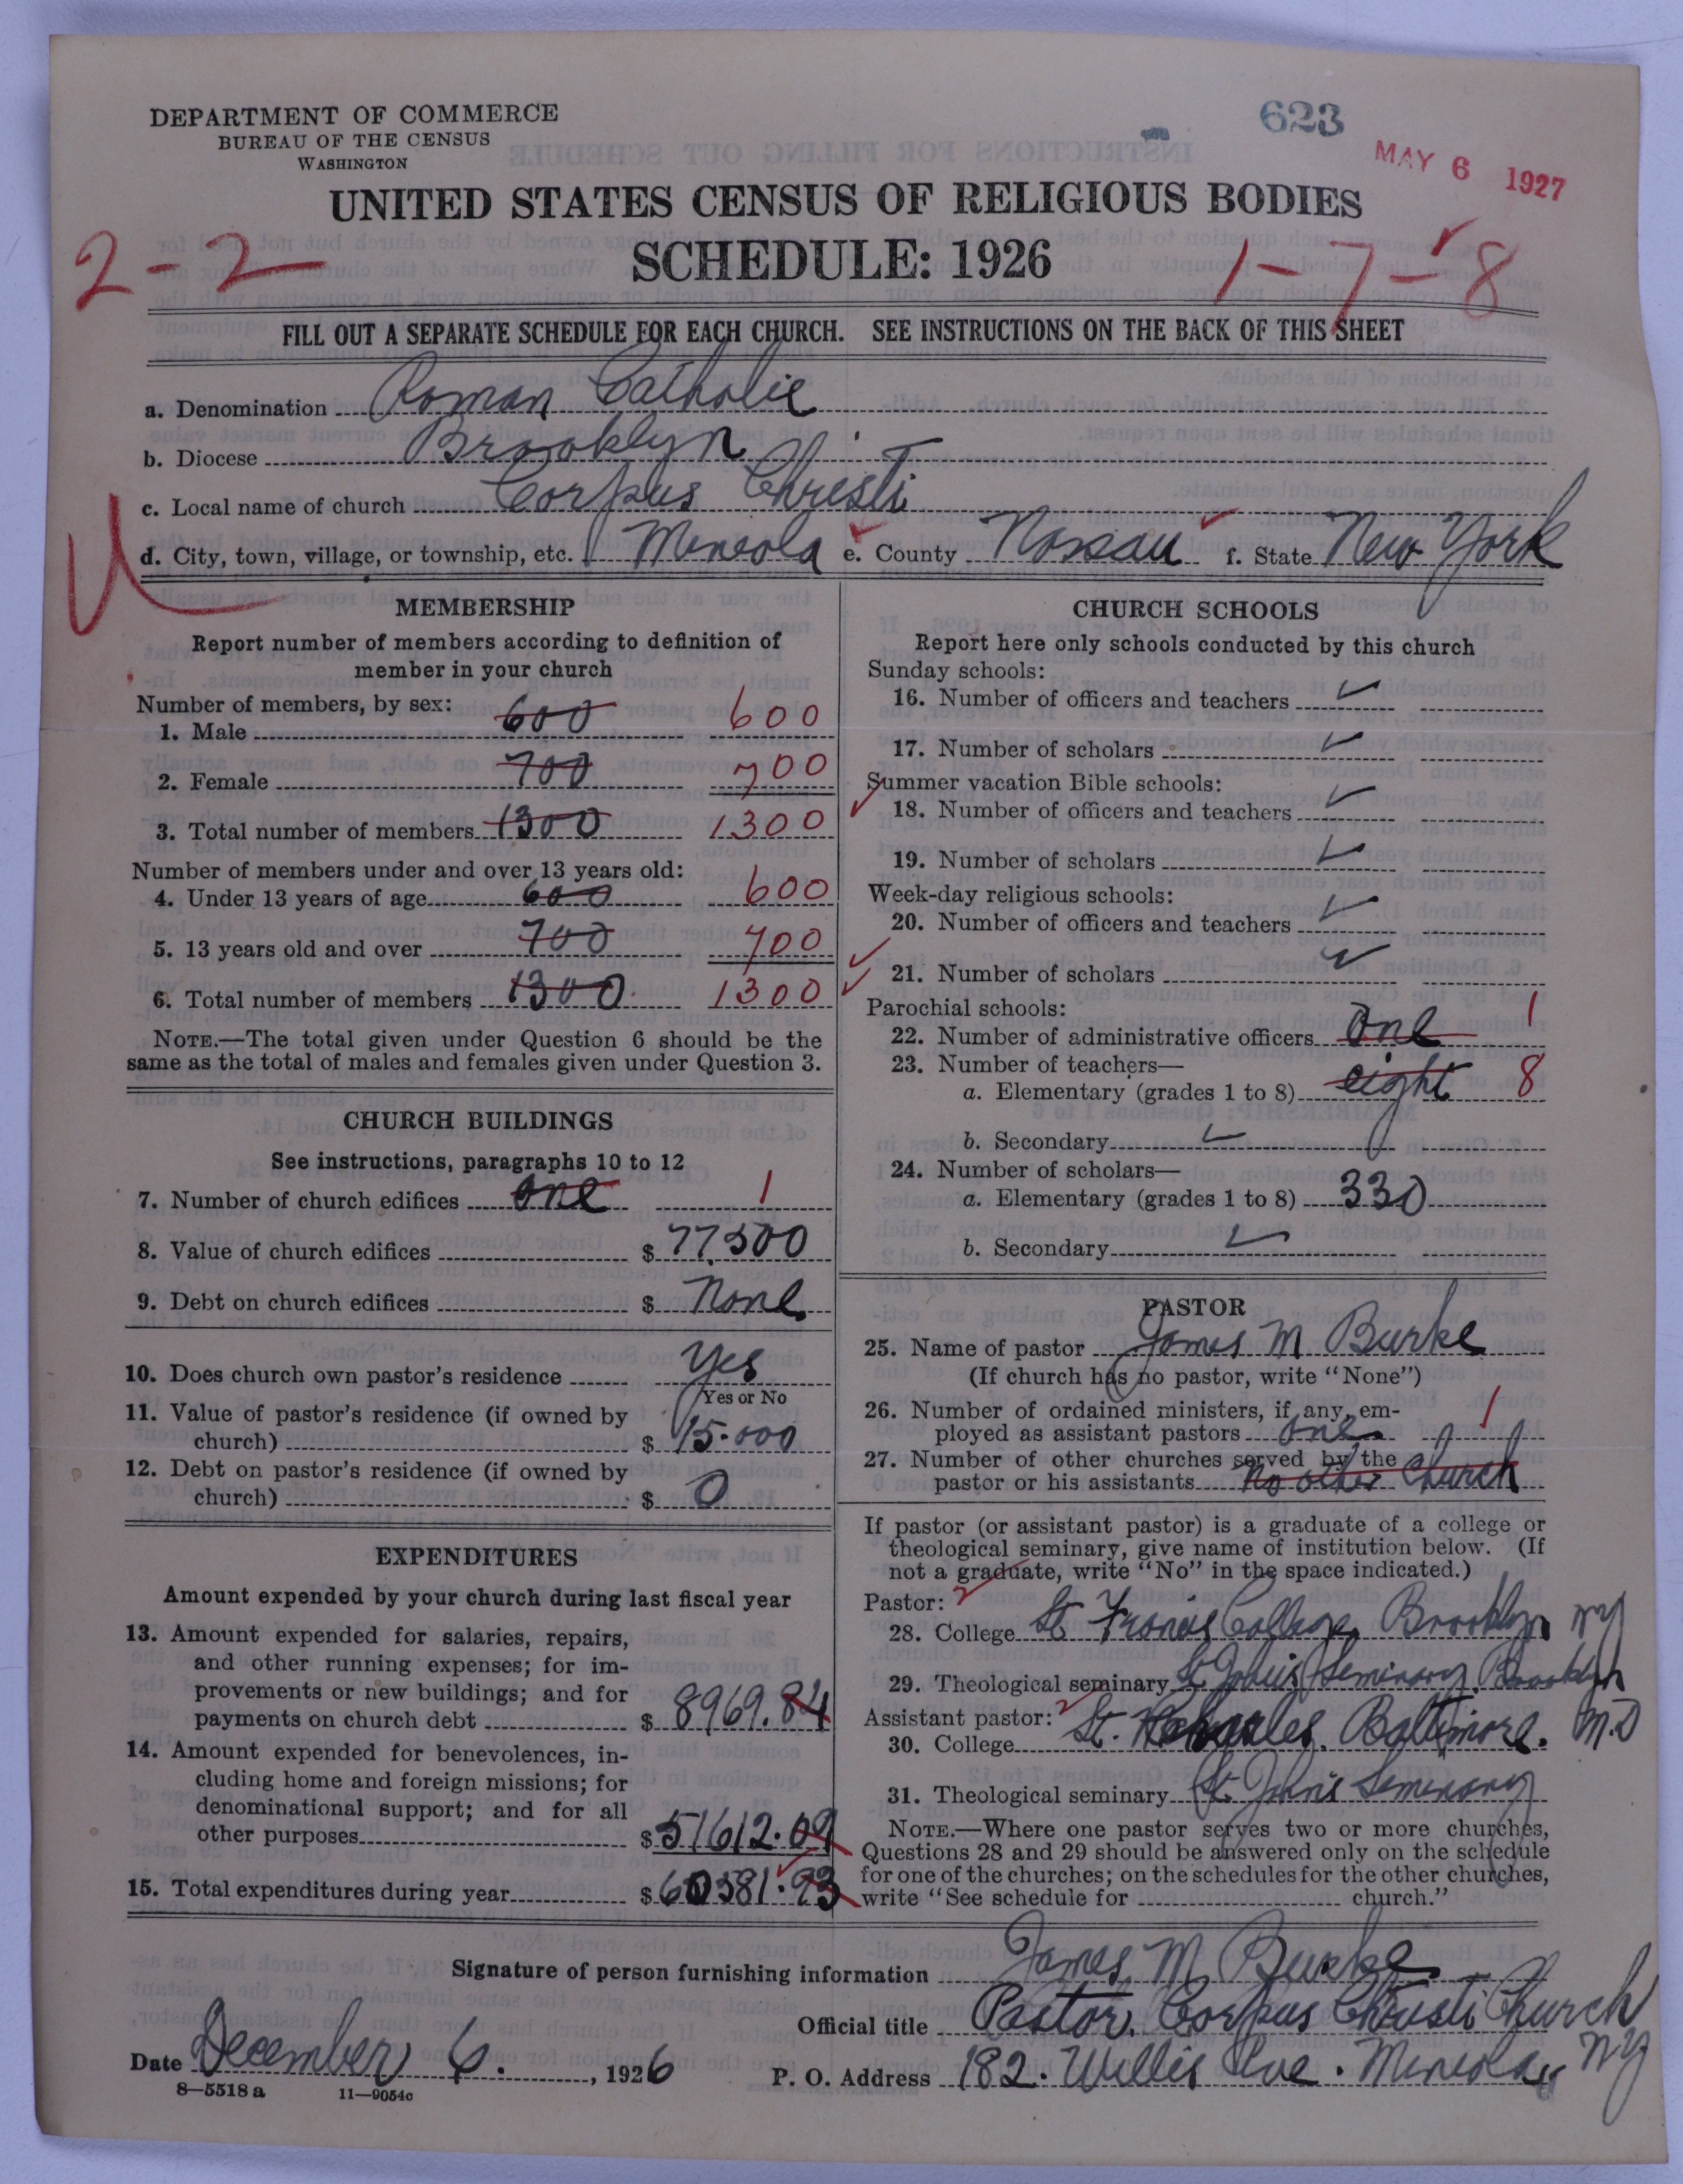 DEPARTMENT OF COMMERCE
BUREAU OF THE CENSUS
WASHINGTON
623
MAY 6 1927
UNITED STATES CENSUS OF RELIGIOUS BODIES
SCHEDULE: 1926
2-2
1-7-8
FILL OUT A SEPARATE SCHEDULE FOR EACH CHURCH. SEE INSTRUCTIONS ON THE BACK OF THIS SHEET
a. Denomination Roman Catholic
b. Diocese Brooklyn
c. Local name of church Corpus Christi
d. City, town, village, or township, etc. Mineola e. County Nassau f. State New York
MEMBERSHIP
Report number of members according to definition of
member in your church
Number of members, by sex:
1. Male 600 600
2. Female 700 700
3. Total number of members 1300 1300
Number of members under and over 13 years old:
4. Under 13 years of age 600 600
5. 13 years old and over 700 700
6. Total number of members 1300 1300
NOTE.—The total given under Question 6 should be the
same as the total of males and females given under Question 3.
CHURCH BUILDINGS
See instructions, paragraphs 10 to 12
7. Number of church edifices One 1
8. Value of church edifices $ 77.500
9. Debt on church edifices $ None
10. Does church own pastor's residence Yes
Yes or No
11. Value of pastor's residence (if owned by
church) $ 15.000
12. Debt on pastor's residence (if owned by
church) $ 0
EXPENDITURES
Amount expended by your church during last fiscal year
13. Amount expended for salaries, repairs,
and other running expenses; for im-
provements or new buildings; and for
payments on church debt $ 8969.84
14. Amount expended for benevolences, in-
cluding home and foreign missions; for
denominational support; and for all
other purposes $ 51612.09
15. Total expenditures during year $ 60581.93
CHURCH SCHOOLS
Report here only schools conducted by this church
Sunday schools:
16. Number of officers and teachers
17. Number of scholars
Summer vacation Bible schools:
18. Number of officers and teachers
19. Number of scholars
Week-day religious schools:
20. Number of officers and teachers
21. Number of scholars
Parochial schools:
22. Number of administrative officers One 1
23. Number of teachers—
a. Elementary (grades 1 to 8) eight 8
b. Secondary
24. Number of scholars—
a. Elementary (grades 1 to 8) 330
b. Secondary
PASTOR
25. Name of pastor James M Burke
(If church has no pastor, write "None")
26. Number of ordained ministers, if any, em-
ployed as assistant pastors one 1
27. Number of other churches served by the
pastor or his assistants No other Church
If pastor (or assistant pastor) is a graduate of a college or
theological seminary, give name of institution below. (If
not a graduate, write "No" in the space indicated.)
Pastor: 2
28. College St Francis College, Brooklyn NY
29. Theological seminary St Johns Seminary Brooklyn
Assistant pastor: 2
30. College St. Charles. Baltimore. M.D
31. Theological seminary St. Johns Seminary
NOTE.—Where one pastor serves two or more churches,
Questions 28 and 29 should be answered only on the schedule
for one of the churches; on the schedules for the other churches,
write "See schedule for church."
Signature of person furnishing information James M Burke
Official title Pastor. Corpus Christi Church
Date December 6. , 1926 P. O. Address 182. Willis Ave. Mineola, NY
8—5518 a 11—9054c